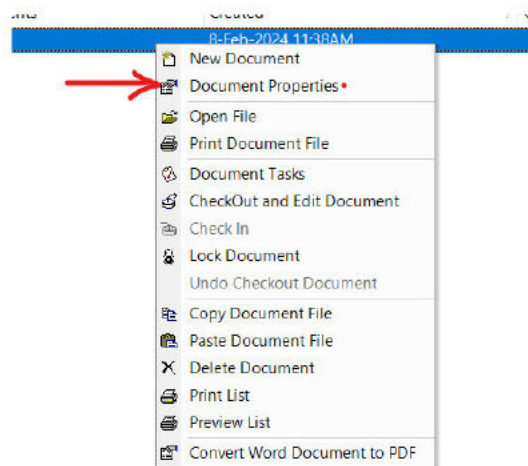 Created
8-Feb-2024 11:38AM
New Document
Document Properties
Open File
Print Document File
Document Tasks
CheckOut and Edit Document
Check In
Lock Document
Undo Checkout Document
Copy Document File
Paste Document File
Delete Document
Print List
Preview List
Convert Word Document to PDF